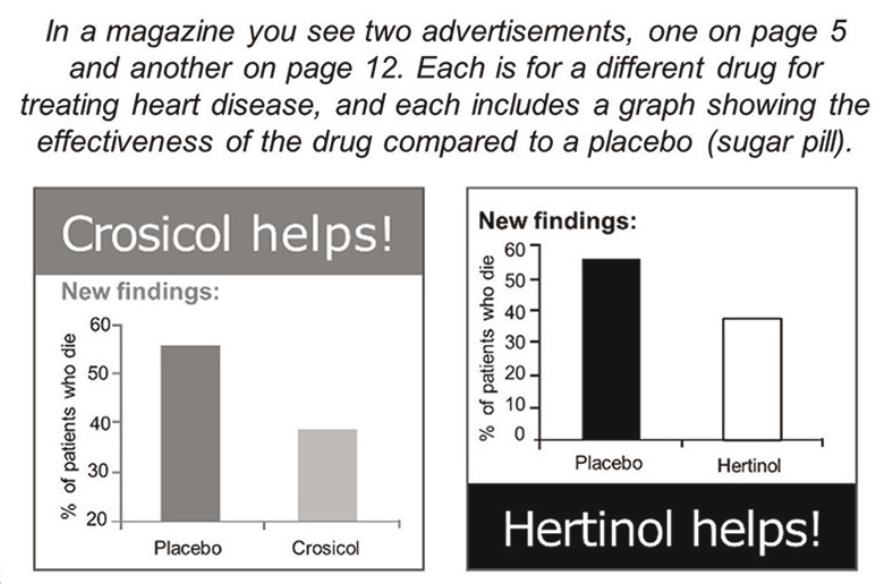 In a magazine you see two advertisements, one on page 5
and another on page 12. Each is for a different drug for
treating heart disease, and each includes a graph showing the
effectiveness of the drug compared to a placebo (sugar pill).
Crosicol helps!
New findings:
% of patients who die
60
50
40
30
20
Placebo
Crosicol
New findings:
% of patients who die
60
50
40
30
20
10
0
Placebo
Hertinol
Hertinol helps!